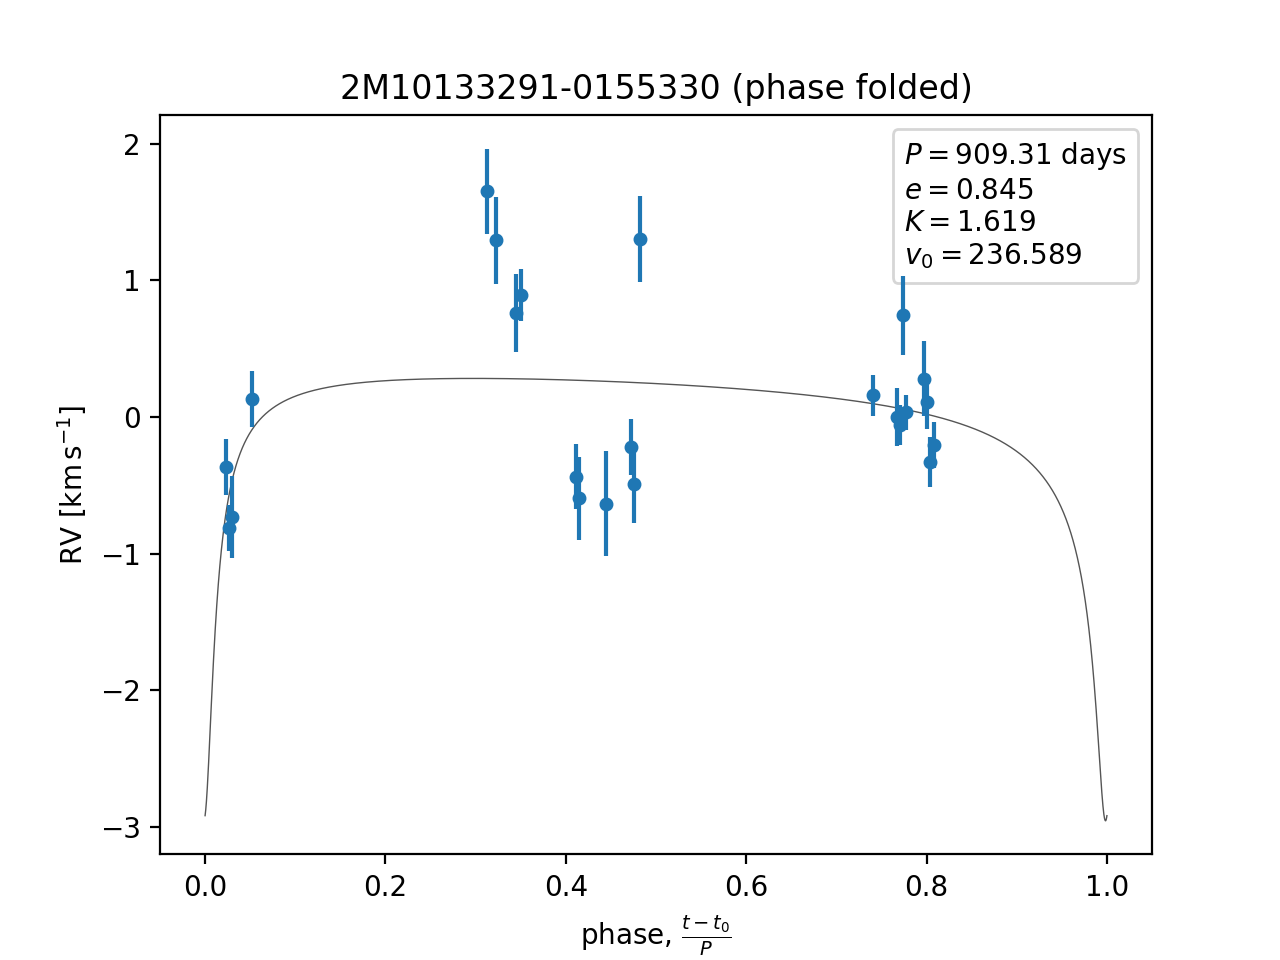 2M10133291-0155330 (phase folded)
P = 909.31 days
e = 0.845
K = 1.619
v₀ = 236.589
RV [km s⁻¹]
2
1
0
−1
−2
−3
0.0 0.2 0.4 0.6 0.8 1.0
phase, (t − t₀)/P